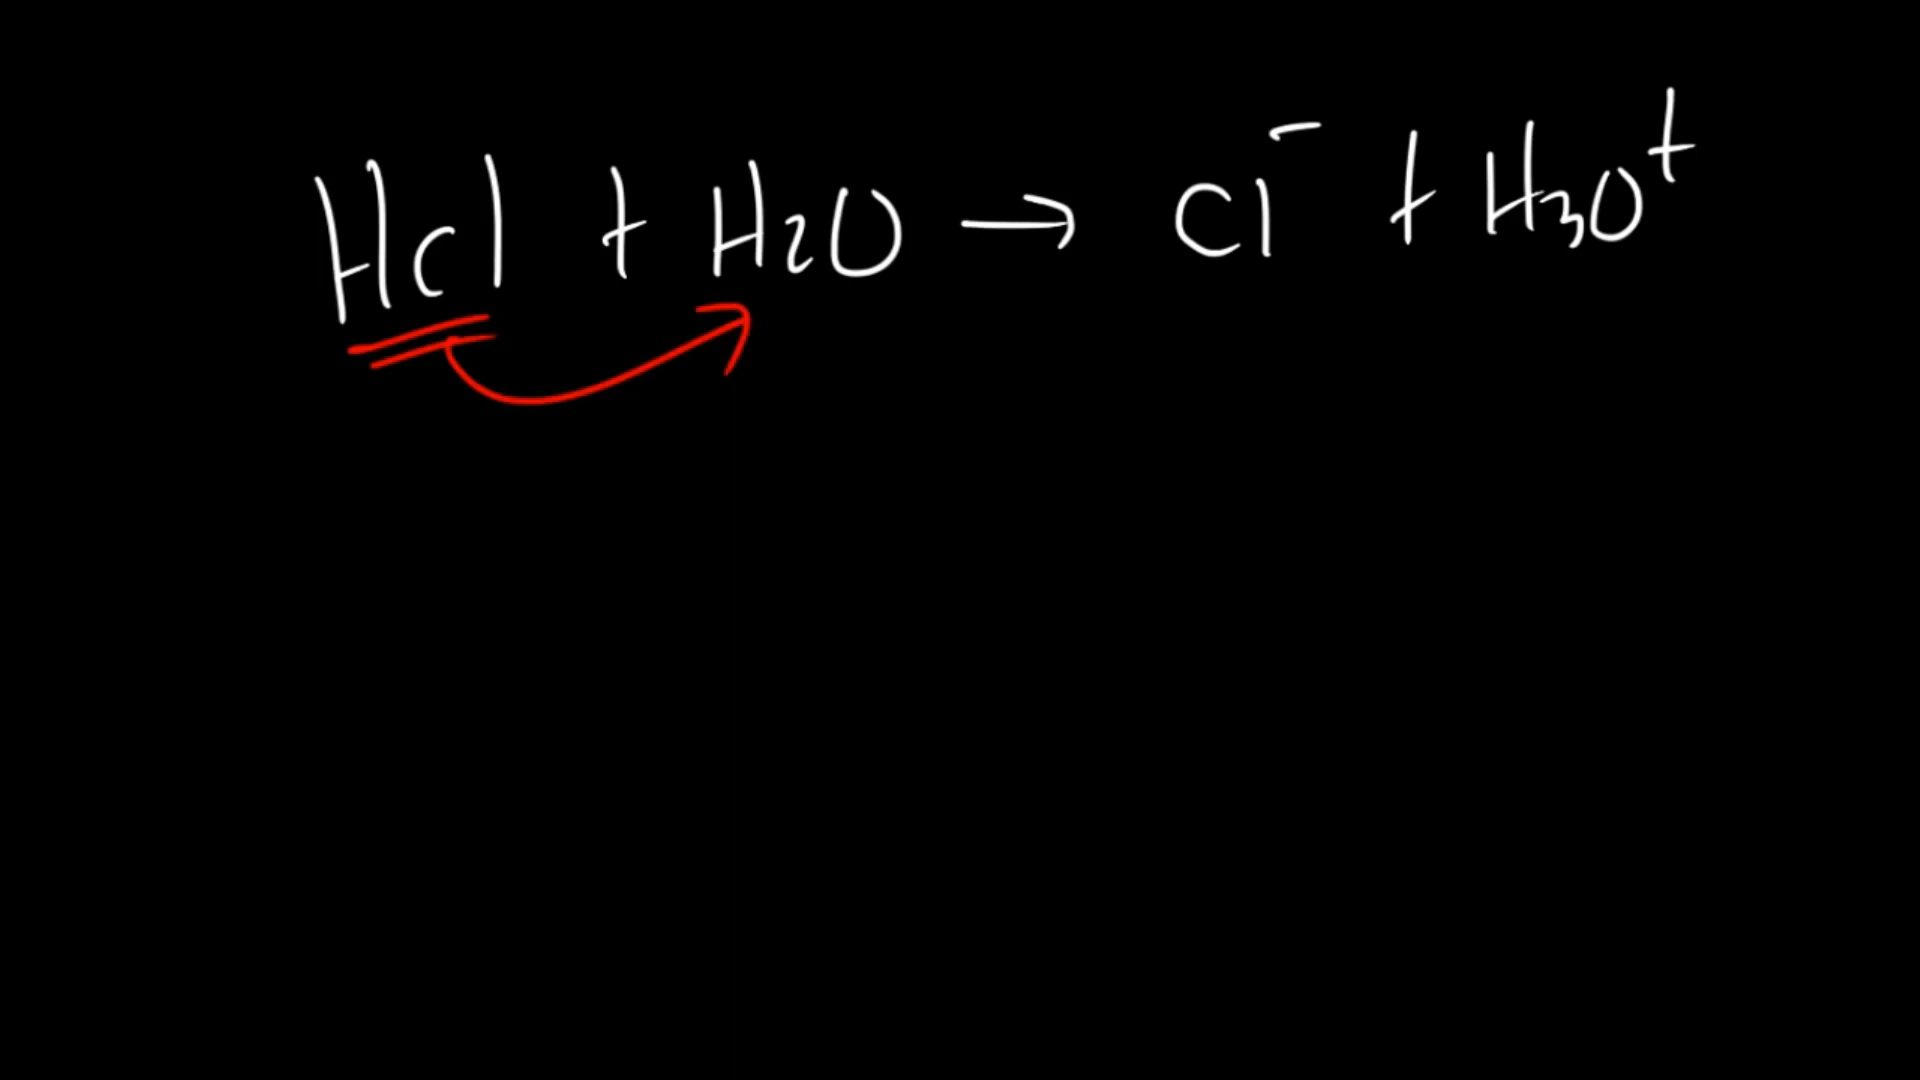 HCl + H2O → Cl⁻ + H3O⁺